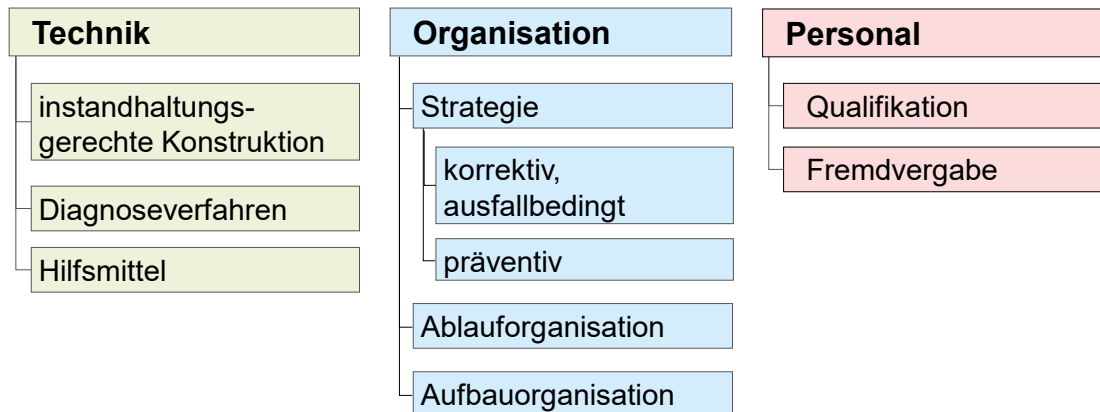 Technik
instandhaltungs-
gerechte Konstruktion
Diagnoseverfahren
Hilfsmittel
Organisation
Strategie
korrektiv,
ausfallbedingt
präventiv
Ablauforganisation
Aufbauorganisation
Personal
Qualifikation
Fremdvergabe